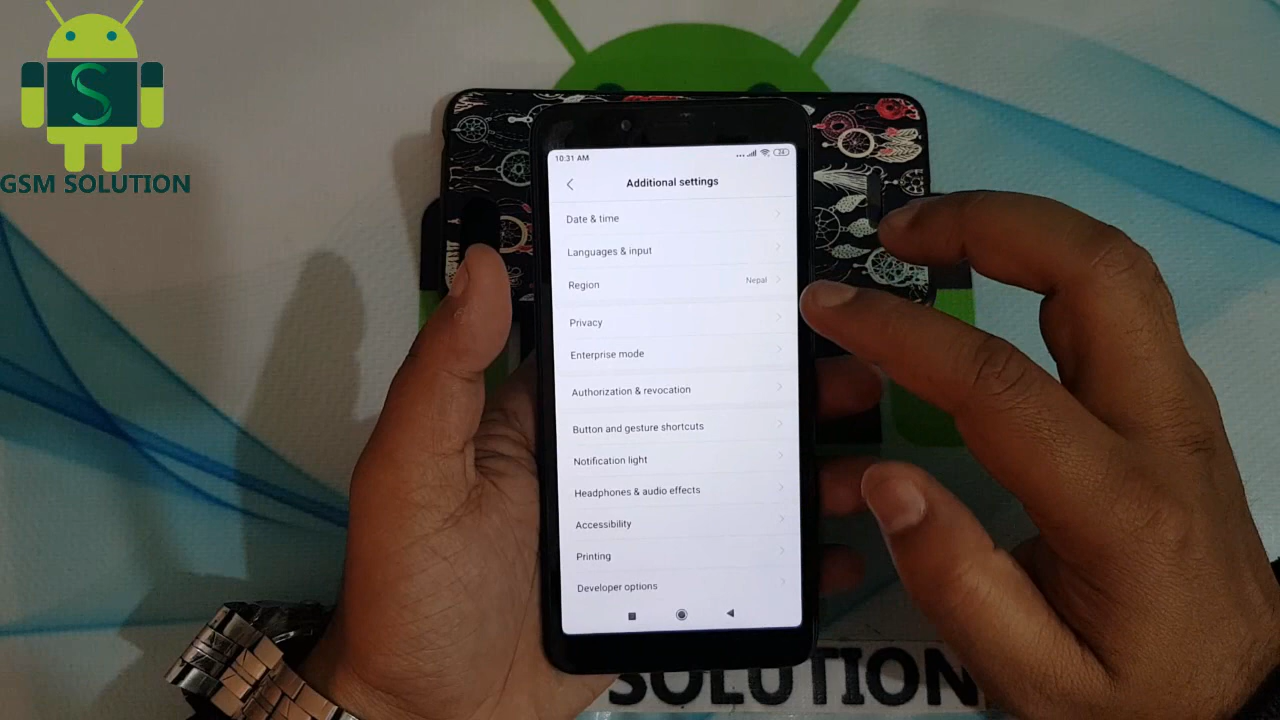 S
GSM SOLUTION
10:31 AM
24
Additional settings
Date & time
Languages & input
Region
Nepal
Privacy
Enterprise mode
Authorization & revocation
Button and gesture shortcuts
Notification light
Headphones & audio effects
Accessibility
Printing
Developer options
SOLUTION